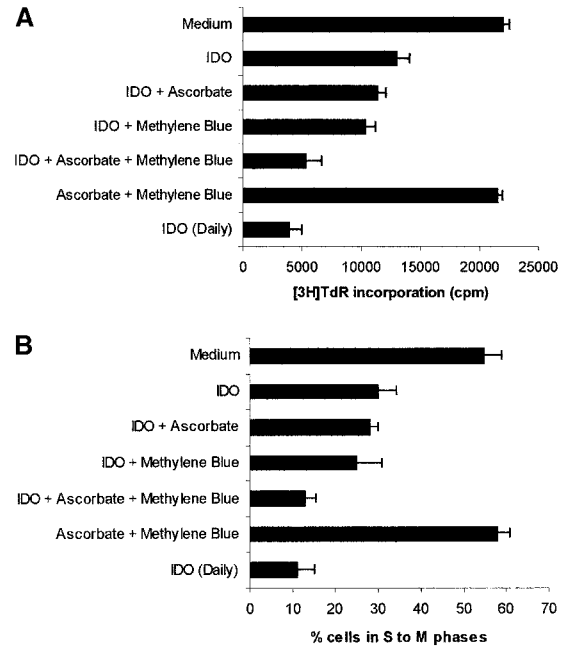 A
Medium
IDO
IDO + Ascorbate
IDO + Methylene Blue
IDO + Ascorbate + Methylene Blue
Ascorbate + Methylene Blue
IDO (Daily)
0 5000 10000 15000 20000 25000
[3H]TdR incorporation (cpm)
B
Medium
IDO
IDO + Ascorbate
IDO + Methylene Blue
IDO + Ascorbate + Methylene Blue
Ascorbate + Methylene Blue
IDO (Daily)
0 10 20 30 40 50 60 70
% cells in S to M phases